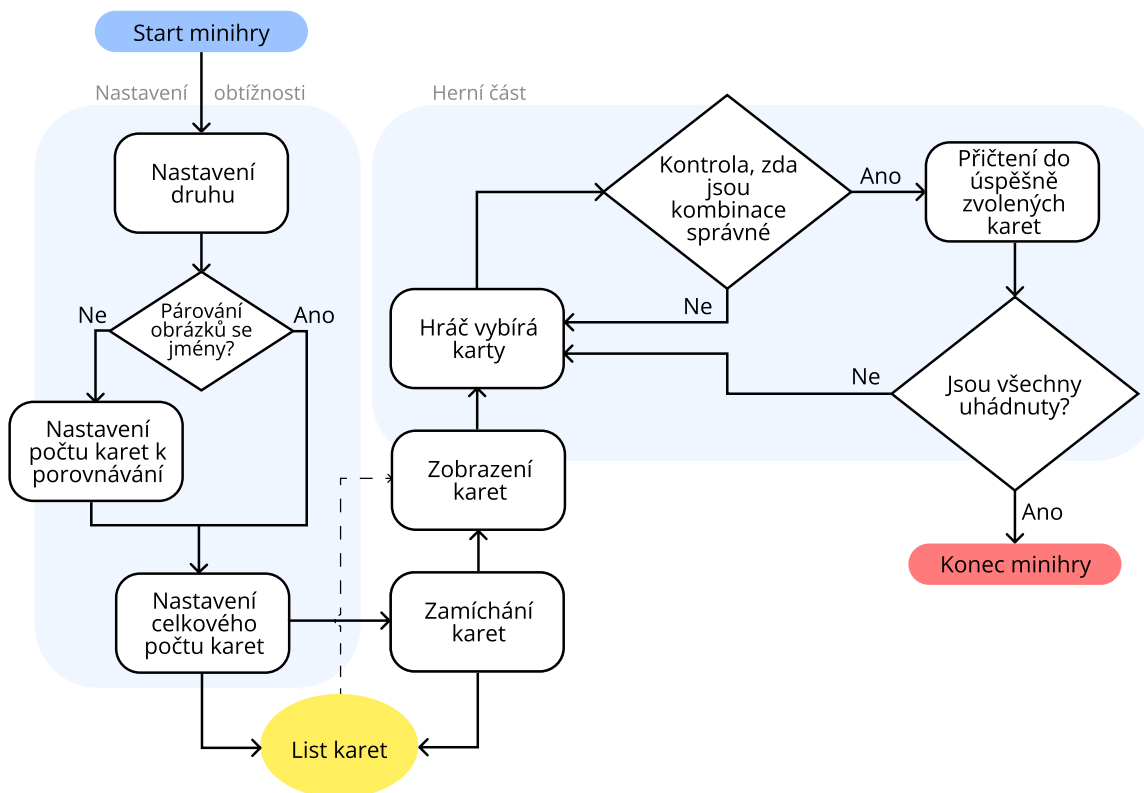 Start minihry
Nastavení obtížnosti
Nastavení
druhu
Párování
obrázků se
jmény?
Ne
Ano
Nastavení
počtu karet k
porovnávání
Nastavení
celkového
počtu karet
List karet
Zamíchání
karet
Zobrazení
karet
Herní část
Hráč vybírá
karty
Kontrola, zda
jsou
kombinace
správné
Ne
Ano
Přičtení do
úspěšně
zvolených
karet
Jsou všechny
uhádnuty?
Ne
Ano
Konec minihry